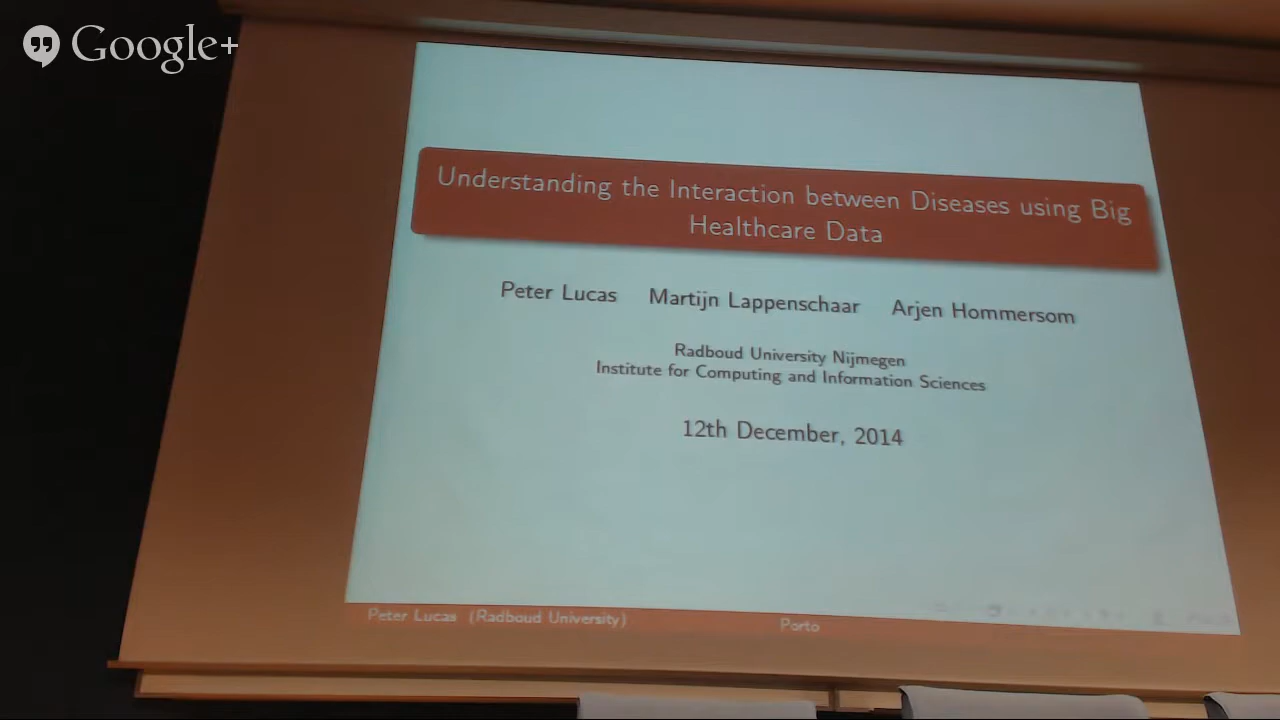 Google+
Understanding the Interaction between Diseases using Big
Healthcare Data
Peter Lucas Martijn Lappenschaar Arjen Hommersom
Radboud University Nijmegen
Institute for Computing and Information Sciences
12th December, 2014
Peter Lucas (Radboud University) Porto